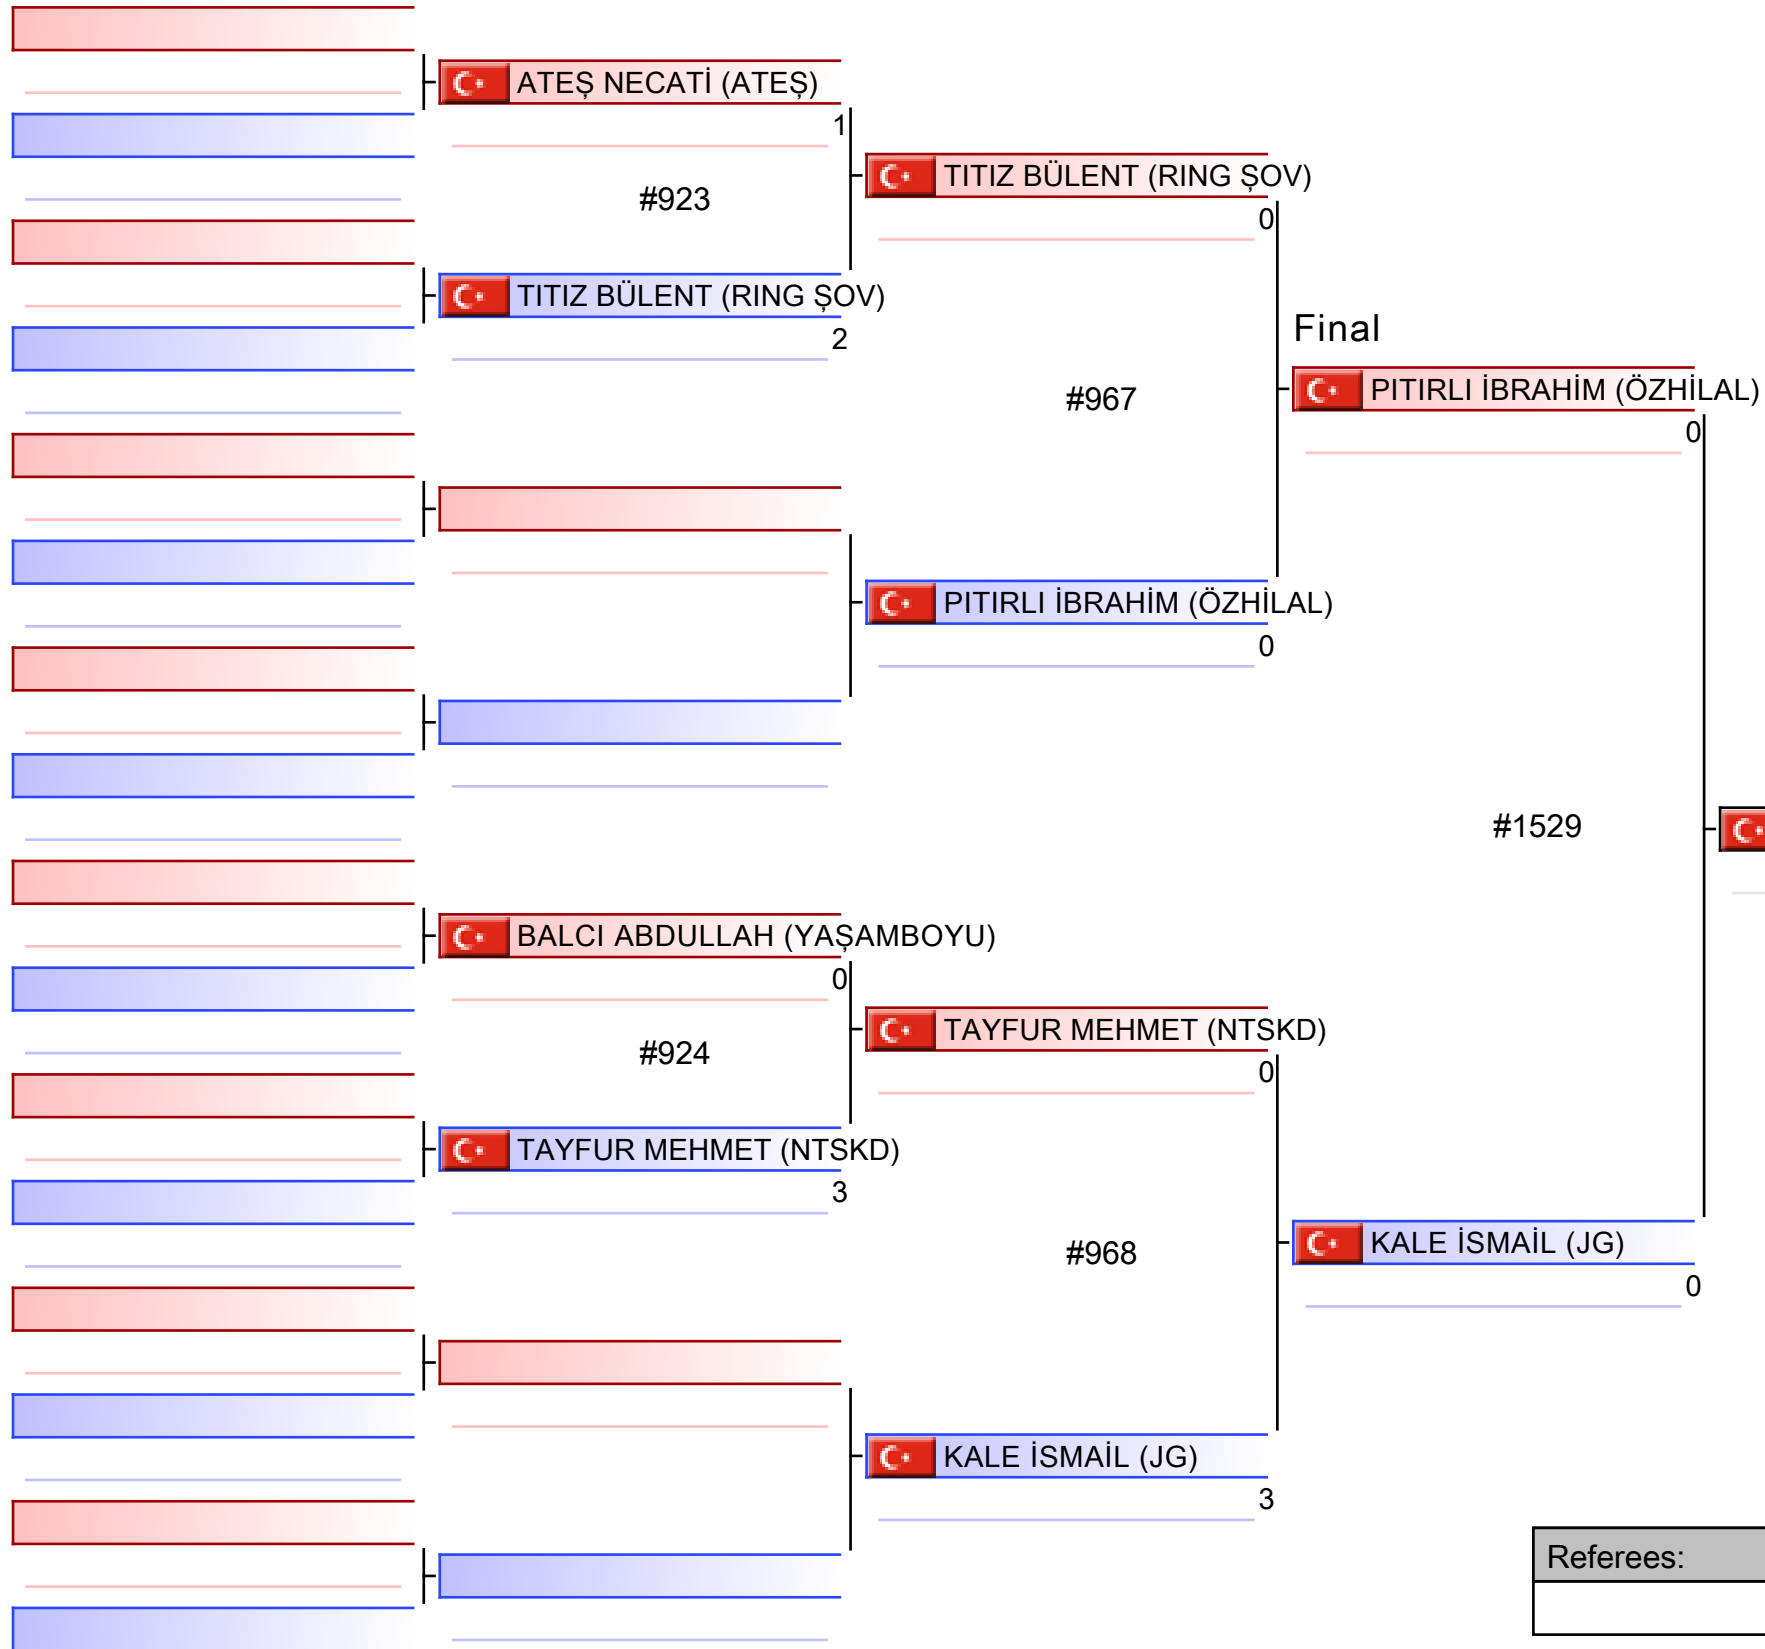 ATEŞ NECATİ (ATEŞ)
1
#923
TITIZ BÜLENT (RING ŞOV)
2
TITIZ BÜLENT (RING ŞOV)
0
#967
PITIRLI İBRAHİM (ÖZHİLAL)
0
Final
PITIRLI İBRAHİM (ÖZHİLAL)
0
#1529
BALCI ABDULLAH (YAŞAMBOYU)
0
#924
TAYFUR MEHMET (NTSKD)
3
TAYFUR MEHMET (NTSKD)
0
#968
KALE İSMAİL (JG)
3
KALE İSMAİL (JG)
0
Referees: